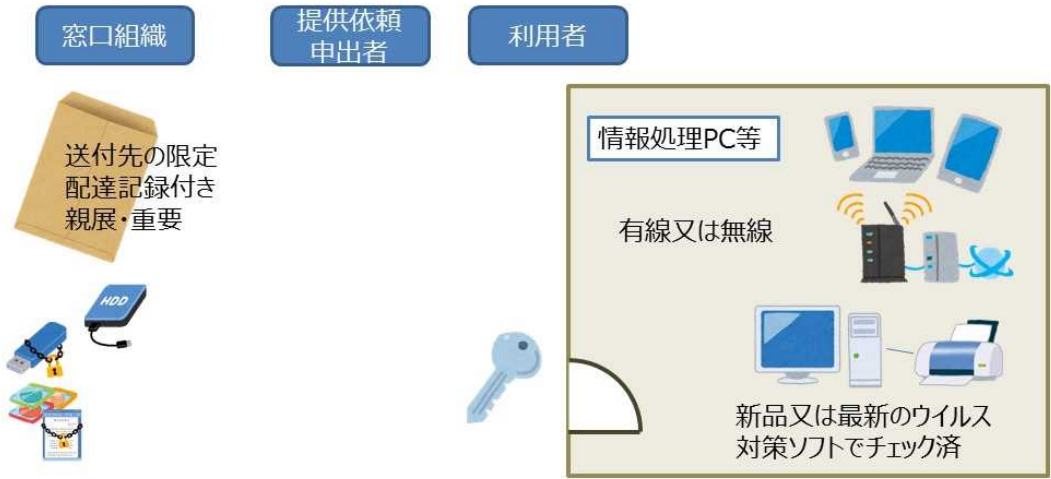 窓口組織
提供依頼
申出者
利用者
送付先の限定
配達記録付き
親展・重要
HDD
情報処理PC等
有線又は無線
新品又は最新のウイルス
対策ソフトでチェック済